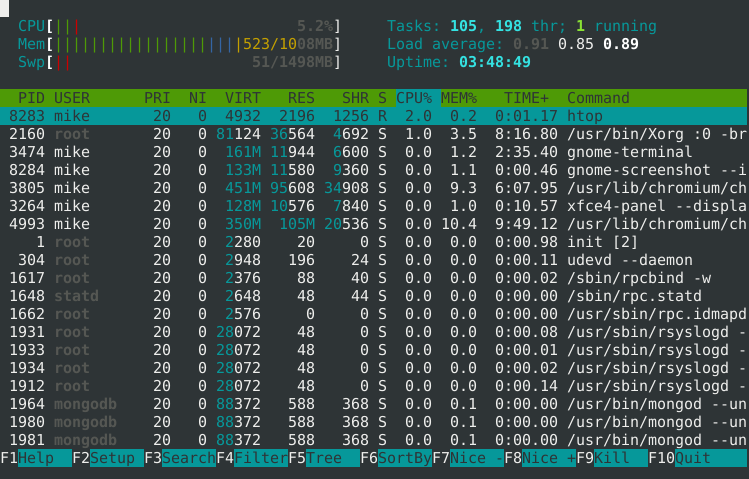 CPU[||| 5.2%] Tasks: 105, 198 thr; 1 running
Mem[|||||||||||||||||||||523/1008MB] Load average: 0.91 0.85 0.89
Swp[|| 51/1498MB] Uptime: 03:48:49
PID USER PRI NI VIRT RES SHR S CPU% MEM% TIME+ Command
8283 mike 20 0 4932 2196 1256 R 2.0 0.2 0:01.17 htop
2160 root 20 0 81124 36564 4692 S 1.0 3.5 8:16.80 /usr/bin/Xorg :0 -br
3474 mike 20 0 161M 11944 6600 S 0.0 1.2 2:35.40 gnome-terminal
8284 mike 20 0 133M 11580 9360 S 0.0 1.1 0:00.46 gnome-screenshot --i
3805 mike 20 0 451M 95608 34908 S 0.0 9.3 6:07.95 /usr/lib/chromium/ch
3264 mike 20 0 128M 10576 7840 S 0.0 1.0 0:10.57 xfce4-panel --displa
4993 mike 20 0 350M 105M 20536 S 0.0 10.4 9:49.12 /usr/lib/chromium/ch
1 root 20 0 2280 20 0 S 0.0 0.0 0:00.98 init [2]
304 root 20 0 2948 196 24 S 0.0 0.0 0:00.11 udevd --daemon
1617 root 20 0 2376 88 40 S 0.0 0.0 0:00.02 /sbin/rpcbind -w
1648 statd 20 0 2648 48 44 S 0.0 0.0 0:00.00 /sbin/rpc.statd
1662 root 20 0 2576 0 0 S 0.0 0.0 0:00.00 /usr/sbin/rpc.idmapd
1931 root 20 0 28072 48 0 S 0.0 0.0 0:00.08 /usr/sbin/rsyslogd -
1933 root 20 0 28072 48 0 S 0.0 0.0 0:00.01 /usr/sbin/rsyslogd -
1934 root 20 0 28072 48 0 S 0.0 0.0 0:00.02 /usr/sbin/rsyslogd -
1912 root 20 0 28072 48 0 S 0.0 0.0 0:00.14 /usr/sbin/rsyslogd -
1964 mongodb 20 0 88372 588 368 S 0.0 0.1 0:00.00 /usr/bin/mongod --un
1980 mongodb 20 0 88372 588 368 S 0.0 0.1 0:00.00 /usr/bin/mongod --un
1981 mongodb 20 0 88372 588 368 S 0.0 0.1 0:00.00 /usr/bin/mongod --un
F1Help F2Setup F3SearchF4FilterF5Tree F6SortByF7Nice -F8Nice +F9Kill F10Quit